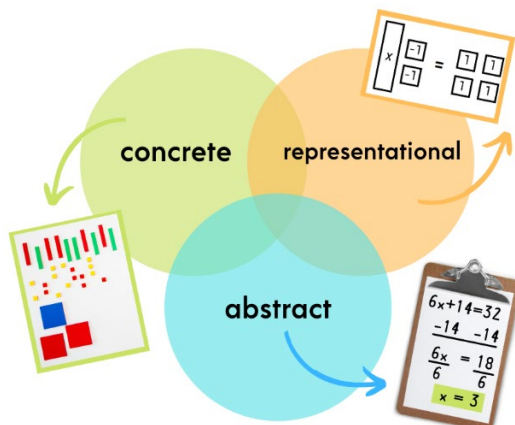 concrete
representational
x -1 = 1 1
-1 1 1
abstract
6x+14=32
-14 -14
6x = 18
6 6
x = 3